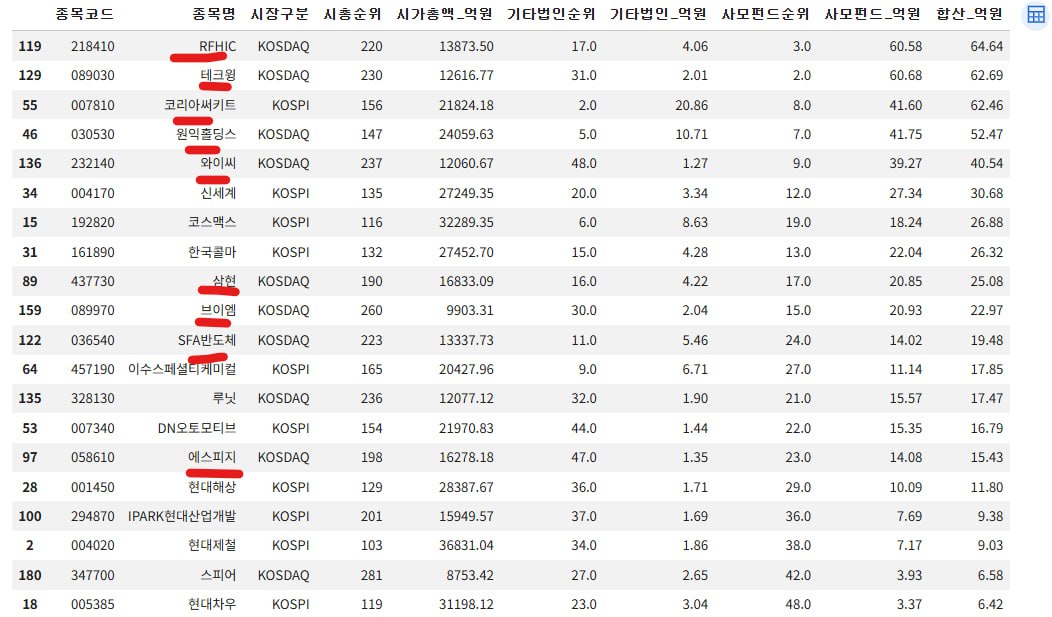 종목코드 종목명 시장구분 시총순위 시가총액_억원 기타법인순위 기타법인_억원 사모펀드순위 사모펀드_억원 합산_억원
119 218410 RFHIC KOSDAQ 220 13873.50 17.0 4.06 3.0 60.58 64.64
129 089030 테크윙 KOSDAQ 230 12616.77 31.0 2.01 2.0 60.68 62.69
55 007810 코리아써키트 KOSPI 156 21824.18 2.0 20.86 8.0 41.60 62.46
46 030530 원익홀딩스 KOSDAQ 147 24059.63 5.0 10.71 7.0 41.75 52.47
136 232140 와이씨 KOSDAQ 237 12060.67 48.0 1.27 9.0 39.27 40.54
34 004170 신세계 KOSPI 135 27249.35 20.0 3.34 12.0 27.34 30.68
15 192820 코스맥스 KOSPI 116 32289.35 6.0 8.63 19.0 18.24 26.88
31 161890 한국콜마 KOSPI 132 27452.70 15.0 4.28 13.0 22.04 26.32
89 437730 삼현 KOSDAQ 190 16833.09 16.0 4.22 17.0 20.85 25.08
159 089970 브이엠 KOSDAQ 260 9903.31 30.0 2.04 15.0 20.93 22.97
122 036540 SFA반도체 KOSDAQ 223 13337.73 11.0 5.46 24.0 14.02 19.48
64 457190 이수스페셜티케미컬 KOSPI 165 20427.96 9.0 6.71 27.0 11.14 17.85
135 328130 루닛 KOSDAQ 236 12077.12 32.0 1.90 21.0 15.57 17.47
53 007340 DN오토모티브 KOSPI 154 21970.83 44.0 1.44 22.0 15.35 16.79
97 058610 에스피지 KOSDAQ 198 16278.18 47.0 1.35 23.0 14.08 15.43
28 001450 현대해상 KOSPI 129 28387.67 36.0 1.71 29.0 10.09 11.80
100 294870 IPARK현대산업개발 KOSPI 201 15949.57 37.0 1.69 36.0 7.69 9.38
2 004020 현대제철 KOSPI 103 36831.04 34.0 1.86 38.0 7.17 9.03
180 347700 스피어 KOSDAQ 281 8753.42 27.0 2.65 42.0 3.93 6.58
18 005385 현대차우 KOSPI 119 31198.12 23.0 3.04 48.0 3.37 6.42